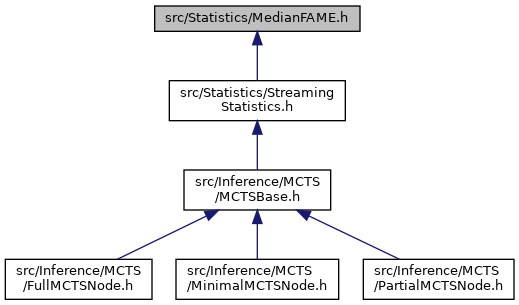 src/Statistics/MedianFAME.h
src/Statistics/Streaming
Statistics.h
src/Inference/MCTS
/MCTSBase.h
src/Inference/MCTS
/FullMCTSNode.h
src/Inference/MCTS
/MinimalMCTSNode.h
src/Inference/MCTS
/PartialMCTSNode.h